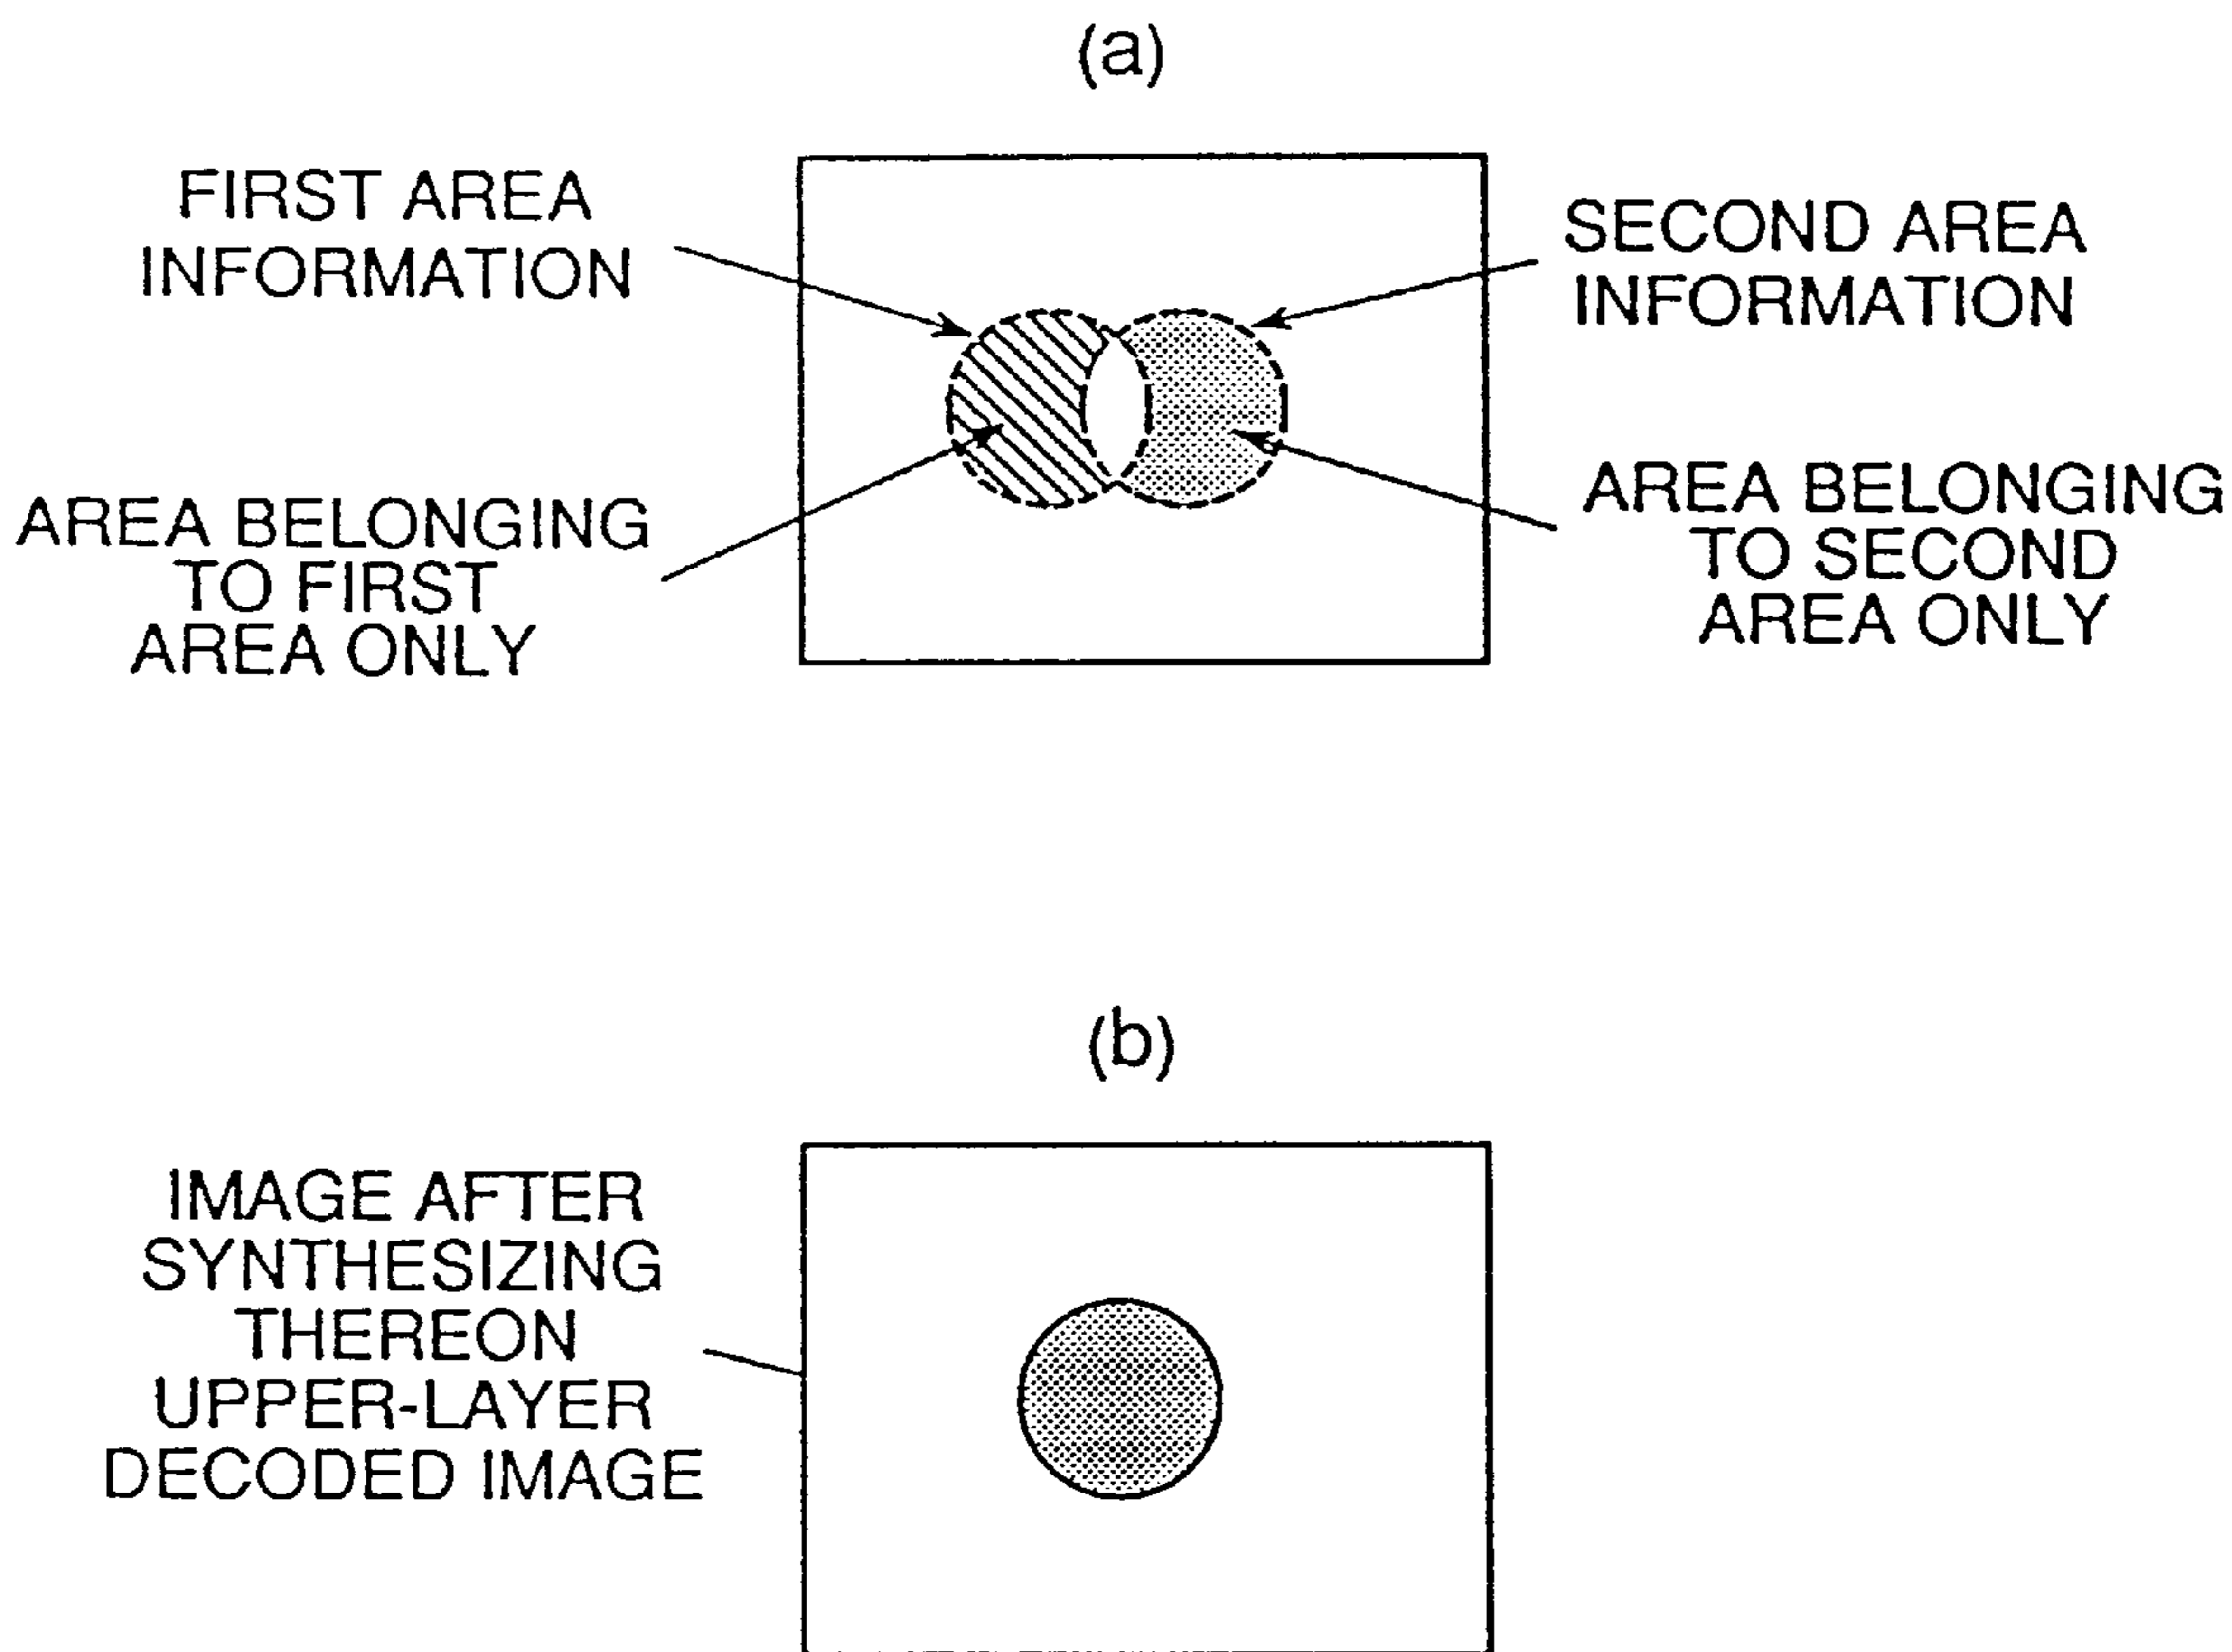 (a)
FIRST AREA
INFORMATION
SECOND AREA
INFORMATION
AREA BELONGING
TO FIRST
AREA ONLY
AREA BELONGING
TO SECOND
AREA ONLY
(b)
IMAGE AFTER
SYNTHESIZING
THEREON
UPPER-LAYER
DECODED IMAGE